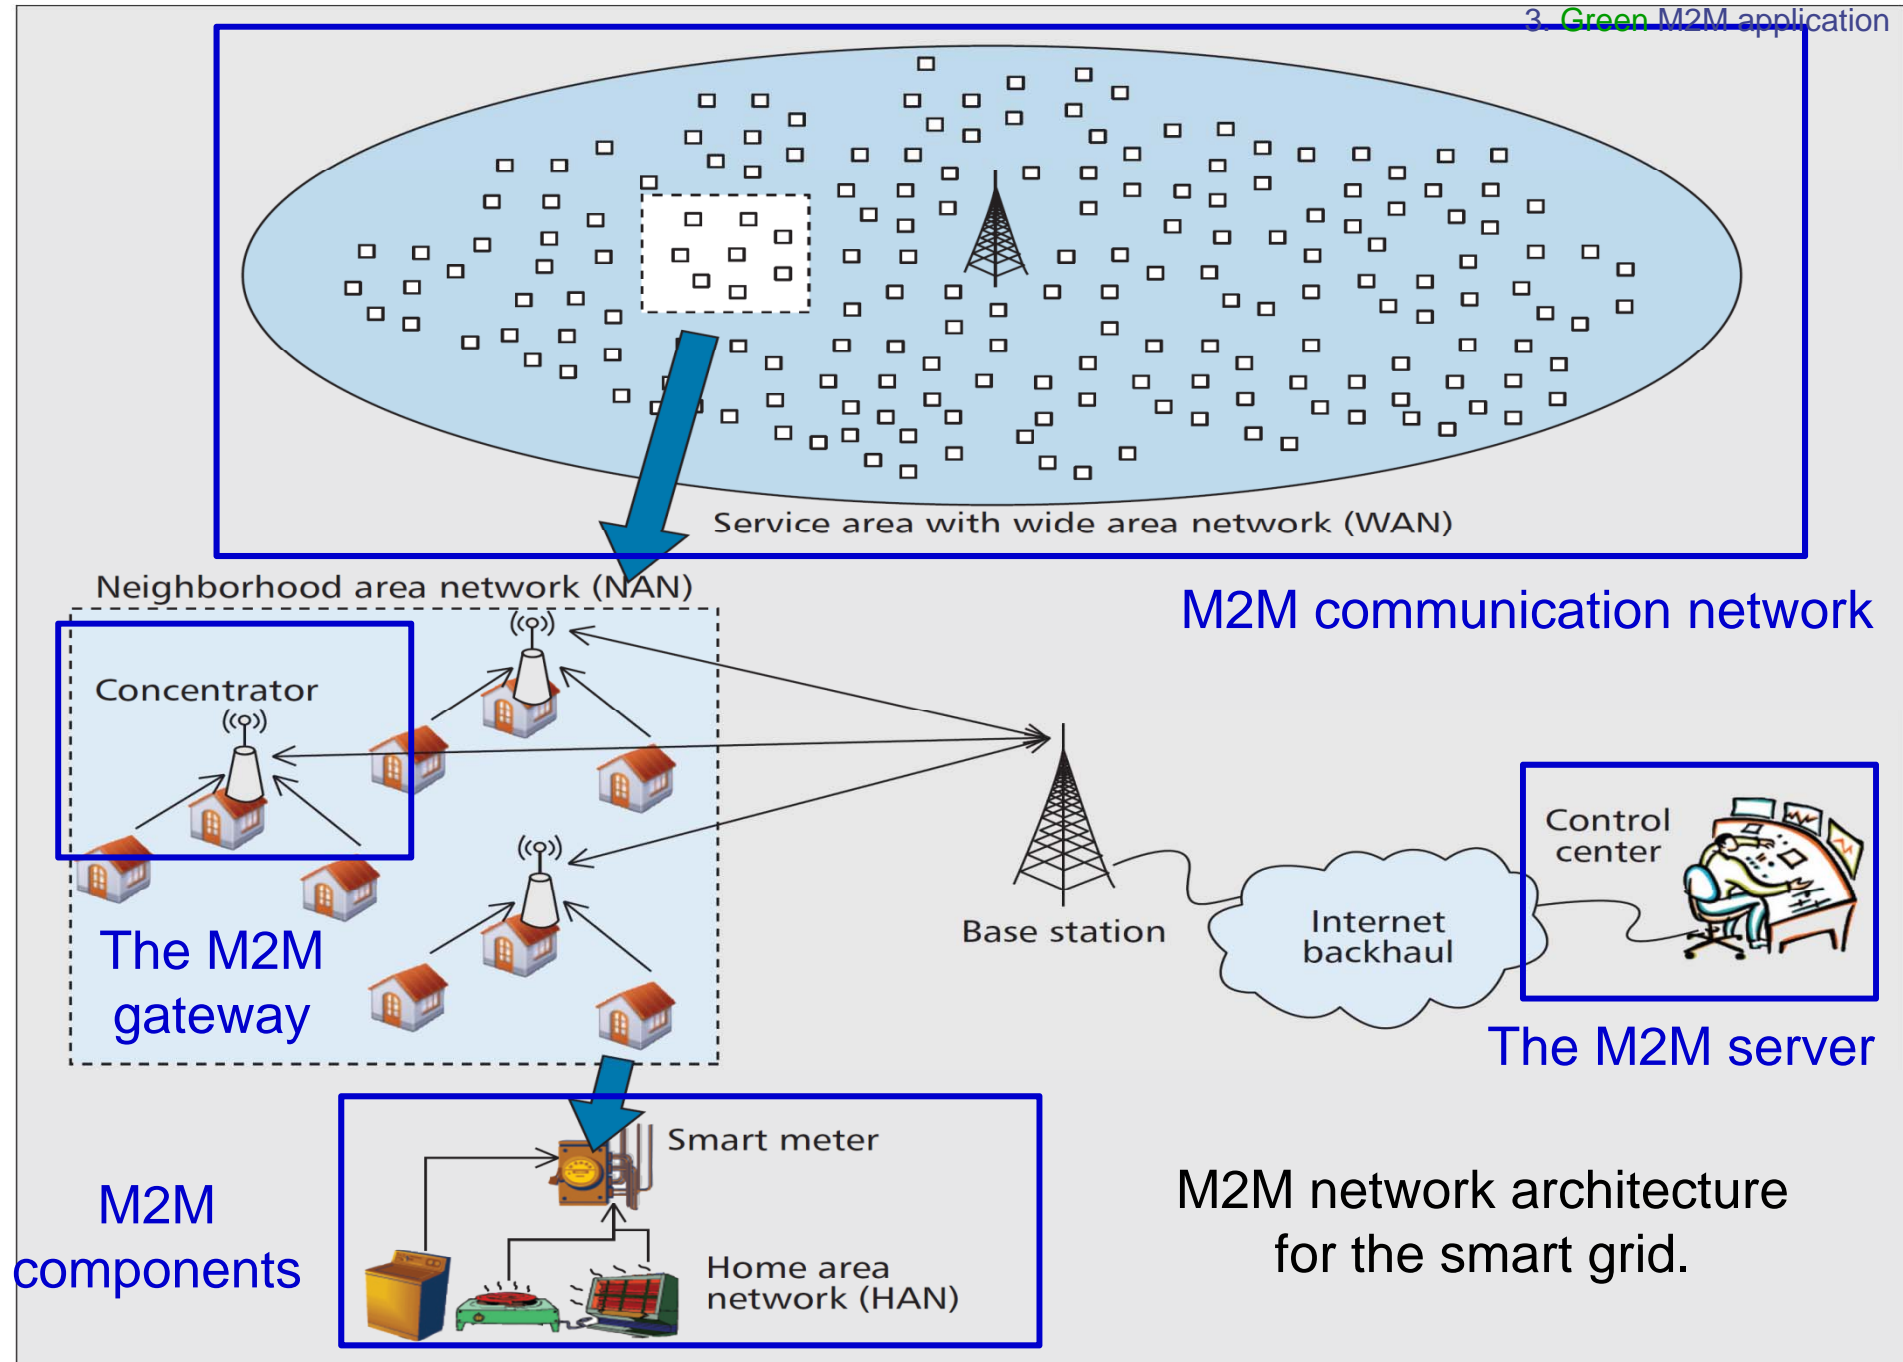 3. Green M2M application
Service area with wide area network (WAN)
Neighborhood area network (NAN)
M2M communication network
Concentrator
Control
center
Base station
Internet
backhaul
The M2M
gateway
The M2M server
Smart meter
M2M
components
Home area
network (HAN)
M2M network architecture
for the smart grid.